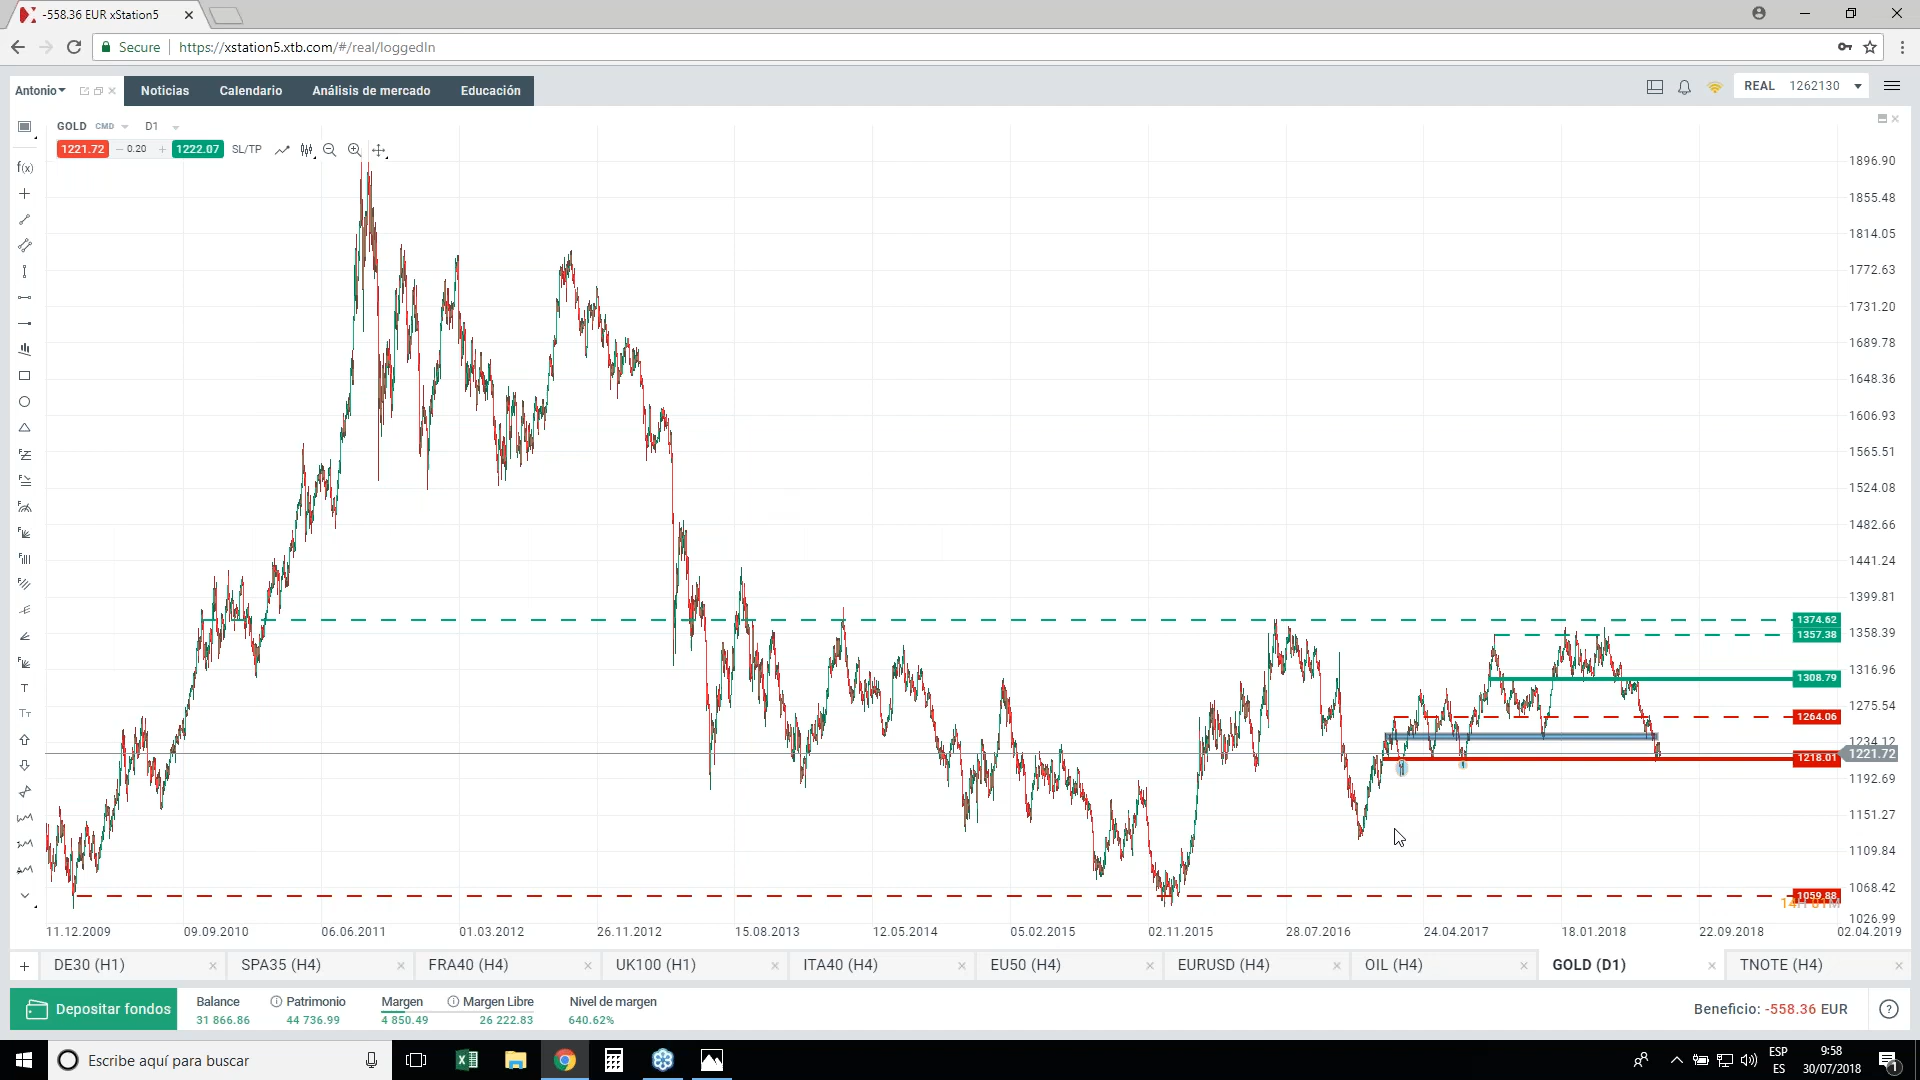 -558.36 EUR xStation5
Secure https://xstation5.xtb.com/#/real/loggedIn
Antonio Noticias Calendario Análisis de mercado Educación REAL 1262130
GOLD CMD D1
1221.72 0.20 1222.07 SL/TP
f(x)
1896.90
1855.48
1814.05
1772.63
1731.20
1689.78
1648.36
1606.93
1565.51
1524.08
1482.66
1441.24
1399.81
1374.62
1357.38
1358.39
1316.96
1308.79
1275.54
1264.06
1234.12
1221.72
1218.01
1192.69
1151.27
1109.84
1068.42
1059.88
1026.99
11.12.2009 09.09.2010 06.06.2011 01.03.2012 26.11.2012 15.08.2013 12.05.2014 05.02.2015 02.11.2015 28.07.2016 24.04.2017 18.01.2018 22.09.2018 02.04.2019
DE30 (H1) SPA35 (H4) FRA40 (H4) UK100 (H1) ITA40 (H4) EU50 (H4) EURUSD (H4) OIL (H4) GOLD (D1) TNOTE (H4)
Depositar fondos
Balance Patrimonio Margen Margen Libre Nivel de margen
31 866.86 44 736.99 4 850.49 26 222.83 640.62%
Beneficio: -558.36 EUR
Escribe aquí para buscar
ESP
ES
9:58
30/07/2018
1